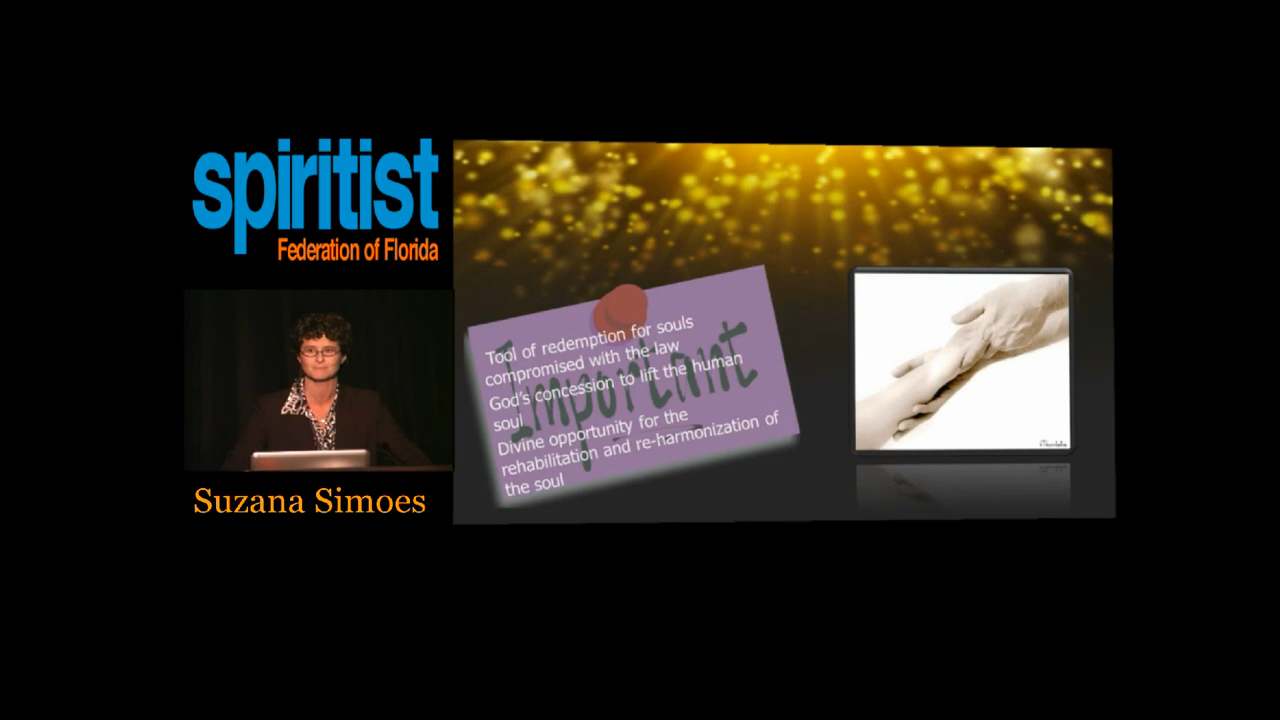 spiritist
Federation of Florida
Important
Tool of redemption for souls
compromised with the law
God's concession to lift the human
soul
Divine opportunity for the
rehabilitation and re-harmonization of
the soul
Suzana Simoes